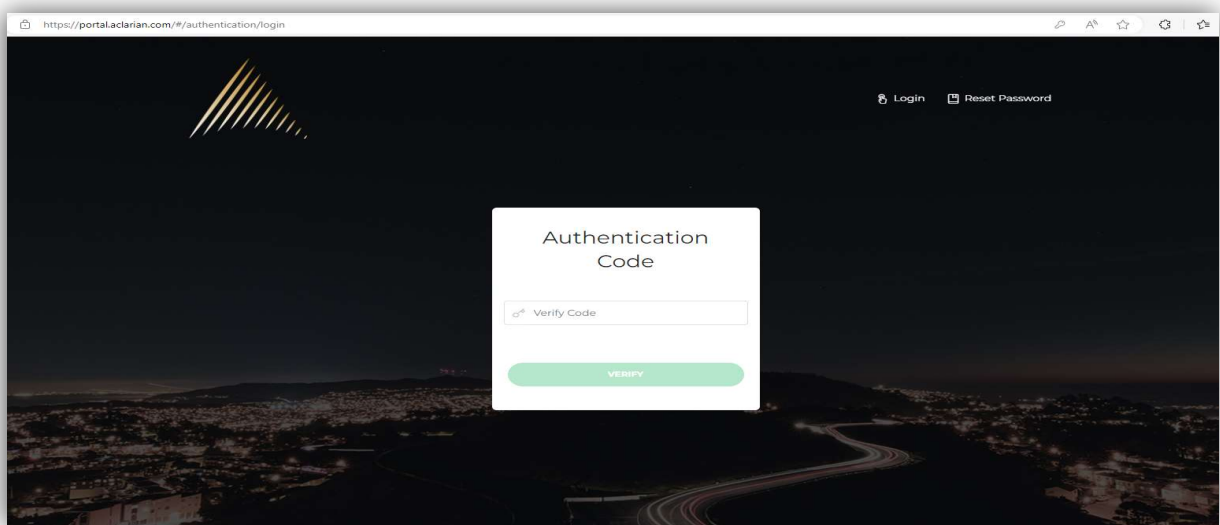 https://portal.aclarian.com/#/authentication/login
Login Reset Password
Authentication
Code
Verify Code
VERIFY